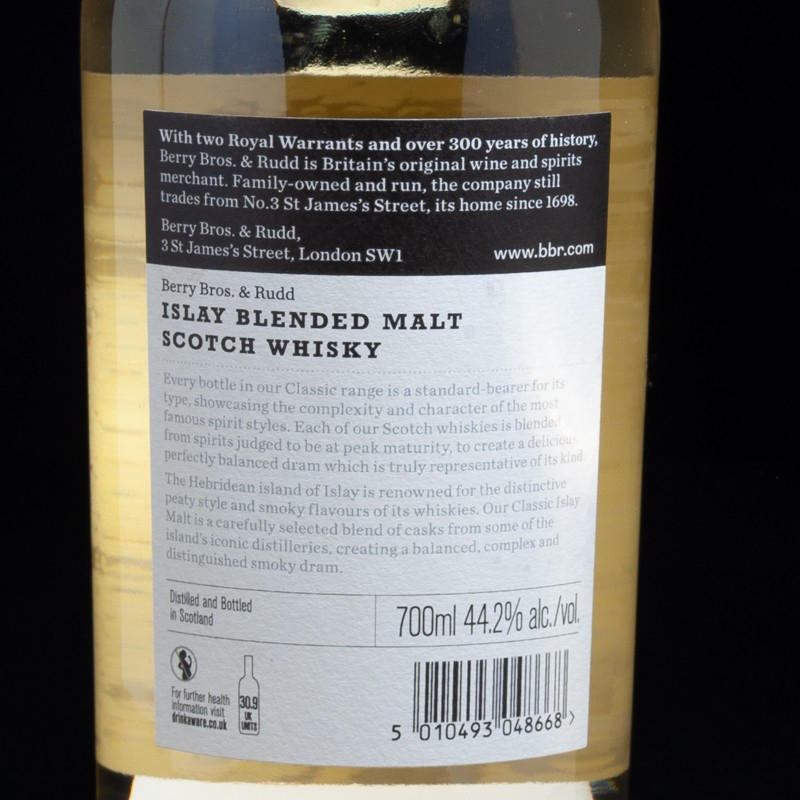 With two Royal Warrants and over 300 years of history,
Berry Bros. & Rudd is Britain's original wine and spirits
merchant. Family-owned and run, the company still
trades from No.3 St James's Street, its home since 1698.
Berry Bros. & Rudd,
3 St James's Street, London SW1
www.bbr.com
Berry Bros. & Rudd
ISLAY BLENDED MALT
SCOTCH WHISKY
Every bottle in our Classic range is a standard-bearer for its
type, showcasing the complexity and character of the most
famous spirit styles. Each of our Scotch whiskies is blended
from spirits judged to be at peak maturity, to create a delicious,
perfectly balanced dram which is truly representative of its kind.
The Hebridean island of Islay is renowned for the distinctive
peaty style and smoky flavours of its whiskies. Our Classic Islay
Malt is a carefully selected blend of casks from some of the
island's iconic distilleries, creating a balanced, complex and
distinguished smoky dram.
Distilled and Bottled
in Scotland
700ml 44.2% alc./vol.
For further health
information visit
drinkaware.co.uk
30.9
UK
UNITS
5 010493 048668 >